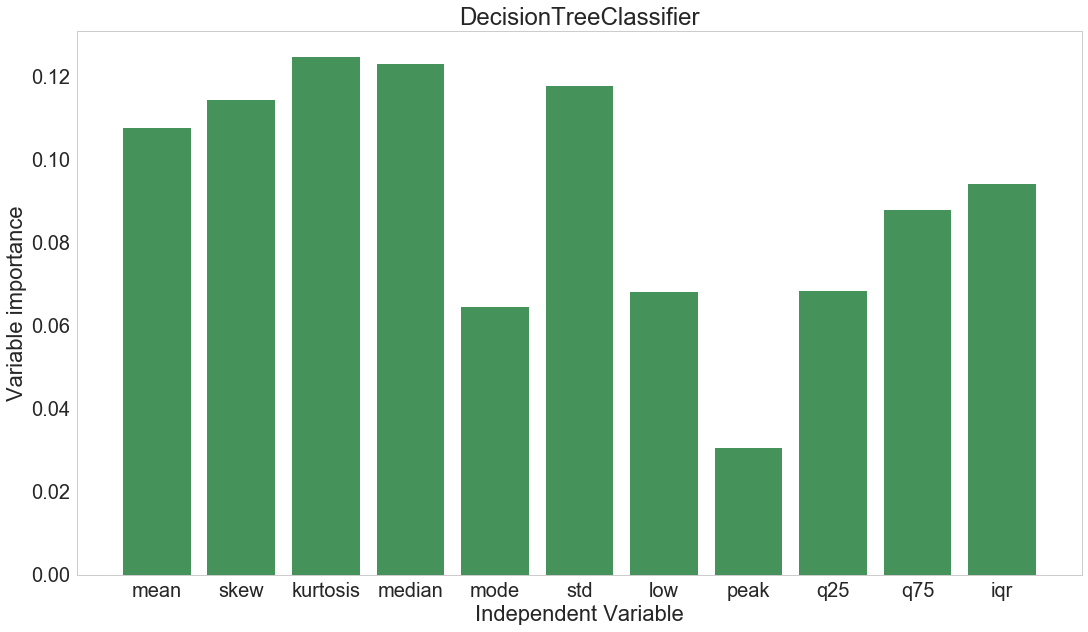 DecisionTreeClassifier
Variable importance
0.12
0.10
0.08
0.06
0.04
0.02
0.00
mean skew kurtosis median mode std low peak q25 q75 iqr
Independent Variable